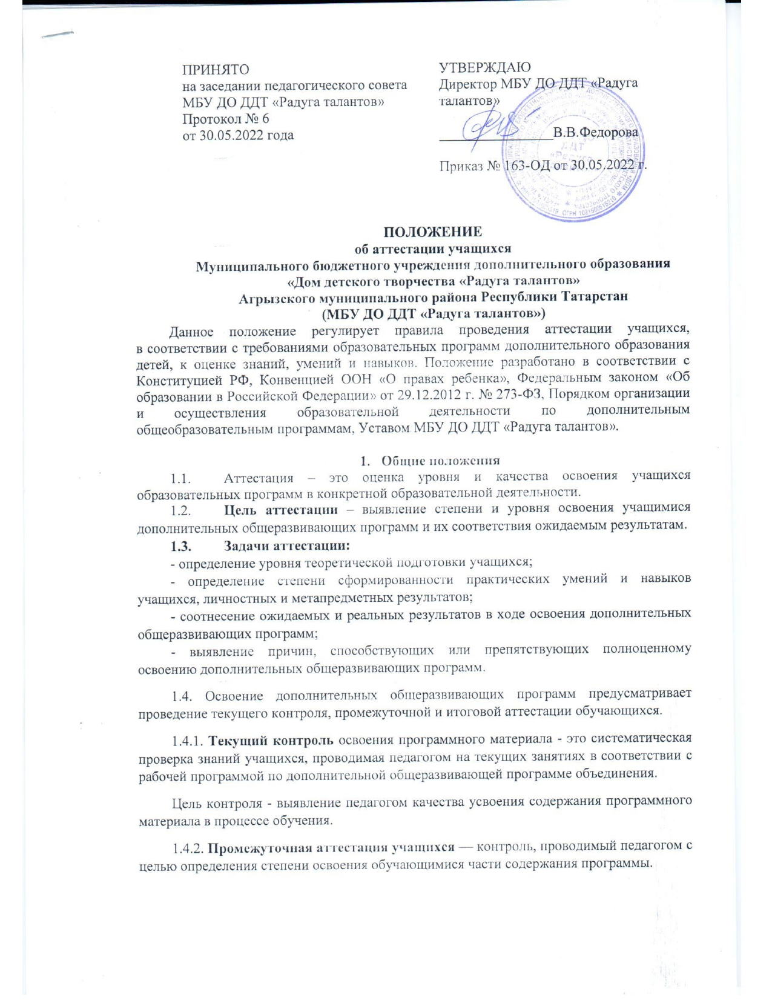 ПРИНЯТО
на заседании педагогического совета
МБУ ДО ДДТ «Радуга талантов»
Протокол № 6
от 30.05.2022 года
УТВЕРЖДАЮ
Директор МБУ ДО ДДТ «Радуга
талантов»
В.В.Федорова
Приказ № 163-ОД от 30.05.2022 г.
ДДТ
«Радуга
ОГРН 1021600515210
ПОЛОЖЕНИЕ
об аттестации учащихся
Муниципального бюджетного учреждения дополнительного образования
«Дом детского творчества «Радуга талантов»
Агрызского муниципального района Республики Татарстан
(МБУ ДО ДДТ «Радуга талантов»)
Данное положение регулирует правила проведения аттестации учащихся,
в соответствии с требованиями образовательных программ дополнительного образования
детей, к оценке знаний, умений и навыков. Положение разработано в соответствии с
Конституцией РФ, Конвенцией ООН «О правах ребенка», Федеральным законом «Об
образовании в Российской Федерации» от 29.12.2012 г. № 273-ФЗ, Порядком организации
и осуществления образовательной деятельности по дополнительным
общеобразовательным программам, Уставом МБУ ДО ДДТ «Радуга талантов».
1. Общие положения
1.1. Аттестация – это оценка уровня и качества освоения учащихся
образовательных программ в конкретной образовательной деятельности.
1.2. Цель аттестации – выявление степени и уровня освоения учащимися
дополнительных общеразвивающих программ и их соответствия ожидаемым результатам.
1.3. Задачи аттестации:
- определение уровня теоретической подготовки учащихся;
- определение степени сформированности практических умений и навыков
учащихся, личностных и метапредметных результатов;
- соотнесение ожидаемых и реальных результатов в ходе освоения дополнительных
общеразвивающих программ;
- выявление причин, способствующих или препятствующих полноценному
освоению дополнительных общеразвивающих программ.
1.4. Освоение дополнительных общеразвивающих программ предусматривает
проведение текущего контроля, промежуточной и итоговой аттестации обучающихся.
1.4.1. Текущий контроль освоения программного материала - это систематическая
проверка знаний учащихся, проводимая педагогом на текущих занятиях в соответствии с
рабочей программой по дополнительной общеразвивающей программе объединения.
Цель контроля - выявление педагогом качества усвоения содержания программного
материала в процессе обучения.
1.4.2. Промежуточная аттестация учащихся — контроль, проводимый педагогом с
целью определения степени освоения обучающимися части содержания программы.